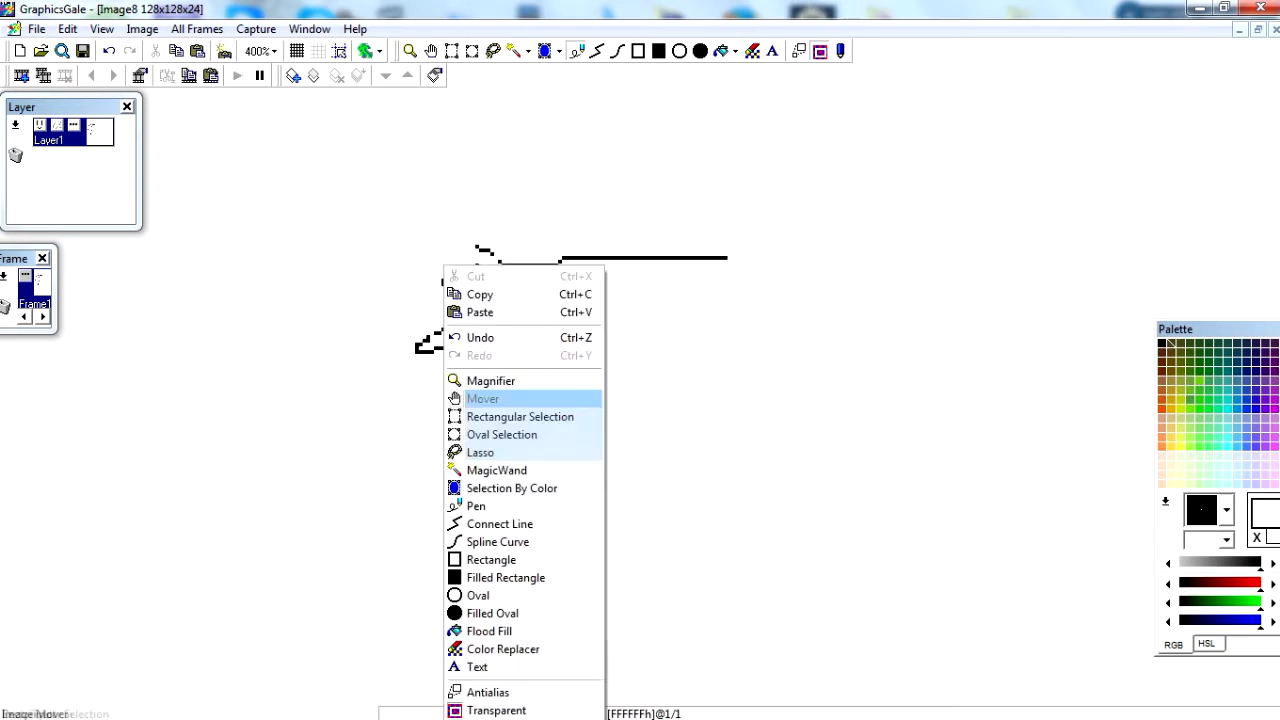 GraphicsGale - [Image8 128x128x24]
File Edit View Image All Frames Capture Window Help
400%
Layer
Layer1
Frame
Frame1
Cut Ctrl+X
Copy Ctrl+C
Paste Ctrl+V
Undo Ctrl+Z
Redo Ctrl+Y
Magnifier
Mover
Rectangular Selection
Oval Selection
Lasso
MagicWand
Selection By Color
Pen
Connect Line
Spline Curve
Rectangle
Filled Rectangle
Oval
Filled Oval
Flood Fill
Color Replacer
Text
Antialias
Transparent
Palette
X
RGB HSL
[FFFFFFh]@1/1